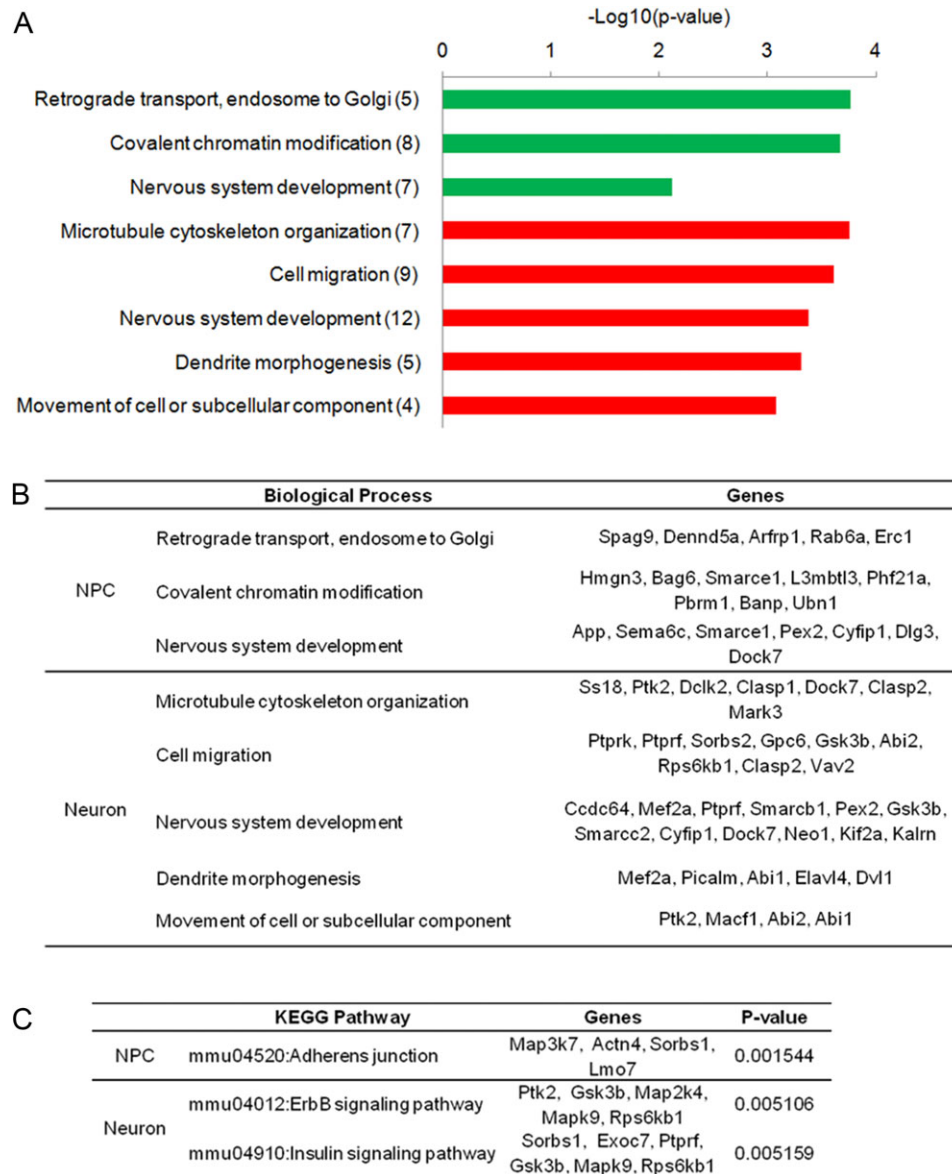 A
-Log10(p-value)
0 1 2 3 4
Retrograde transport, endosome to Golgi (5)
Covalent chromatin modification (8)
Nervous system development (7)
Microtubule cytoskeleton organization (7)
Cell migration (9)
Nervous system development (12)
Dendrite morphogenesis (5)
Movement of cell or subcellular component (4)
B
Biological Process Genes
Retrograde transport, endosome to Golgi Spag9, Dennd5a, Arfrp1, Rab6a, Erc1
NPC Covalent chromatin modification Hmgn3, Bag6, Smarce1, L3mbtl3, Phf21a,
Pbrm1, Banp, Ubn1
Nervous system development App, Sema6c, Smarce1, Pex2, Cyfip1, Dlg3,
Dock7
Microtubule cytoskeleton organization Ss18, Ptk2, Dclk2, Clasp1, Dock7, Clasp2,
Mark3
Cell migration Ptprk, Ptprf, Sorbs2, Gpc6, Gsk3b, Abi2,
Rps6kb1, Clasp2, Vav2
Neuron Nervous system development Ccdc64, Mef2a, Ptprf, Smarcb1, Pex2, Gsk3b,
Smarcc2, Cyfip1, Dock7, Neo1, Kif2a, Kalrn
Dendrite morphogenesis Mef2a, Picalm, Abi1, Elavl4, Dvl1
Movement of cell or subcellular component Ptk2, Macf1, Abi2, Abi1
C
KEGG Pathway Genes P-value
NPC mmu04520:Adherens junction Map3k7, Actn4, Sorbs1, 0.001544
Lmo7
Neuron mmu04012:ErbB signaling pathway Ptk2, Gsk3b, Map2k4, 0.005106
Mapk9, Rps6kb1
mmu04910:Insulin signaling pathway Sorbs1, Exoc7, Ptprf, 0.005159
Gsk3b, Mapk9, Rps6kb1